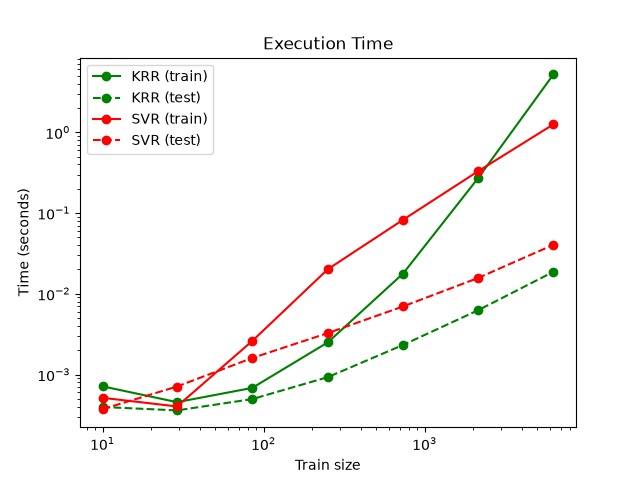 Execution Time
KRR (train)
KRR (test)
SVR (train)
SVR (test)
Time (seconds)
10⁰
10⁻¹
10⁻²
10⁻³
10¹
10²
10³
Train size